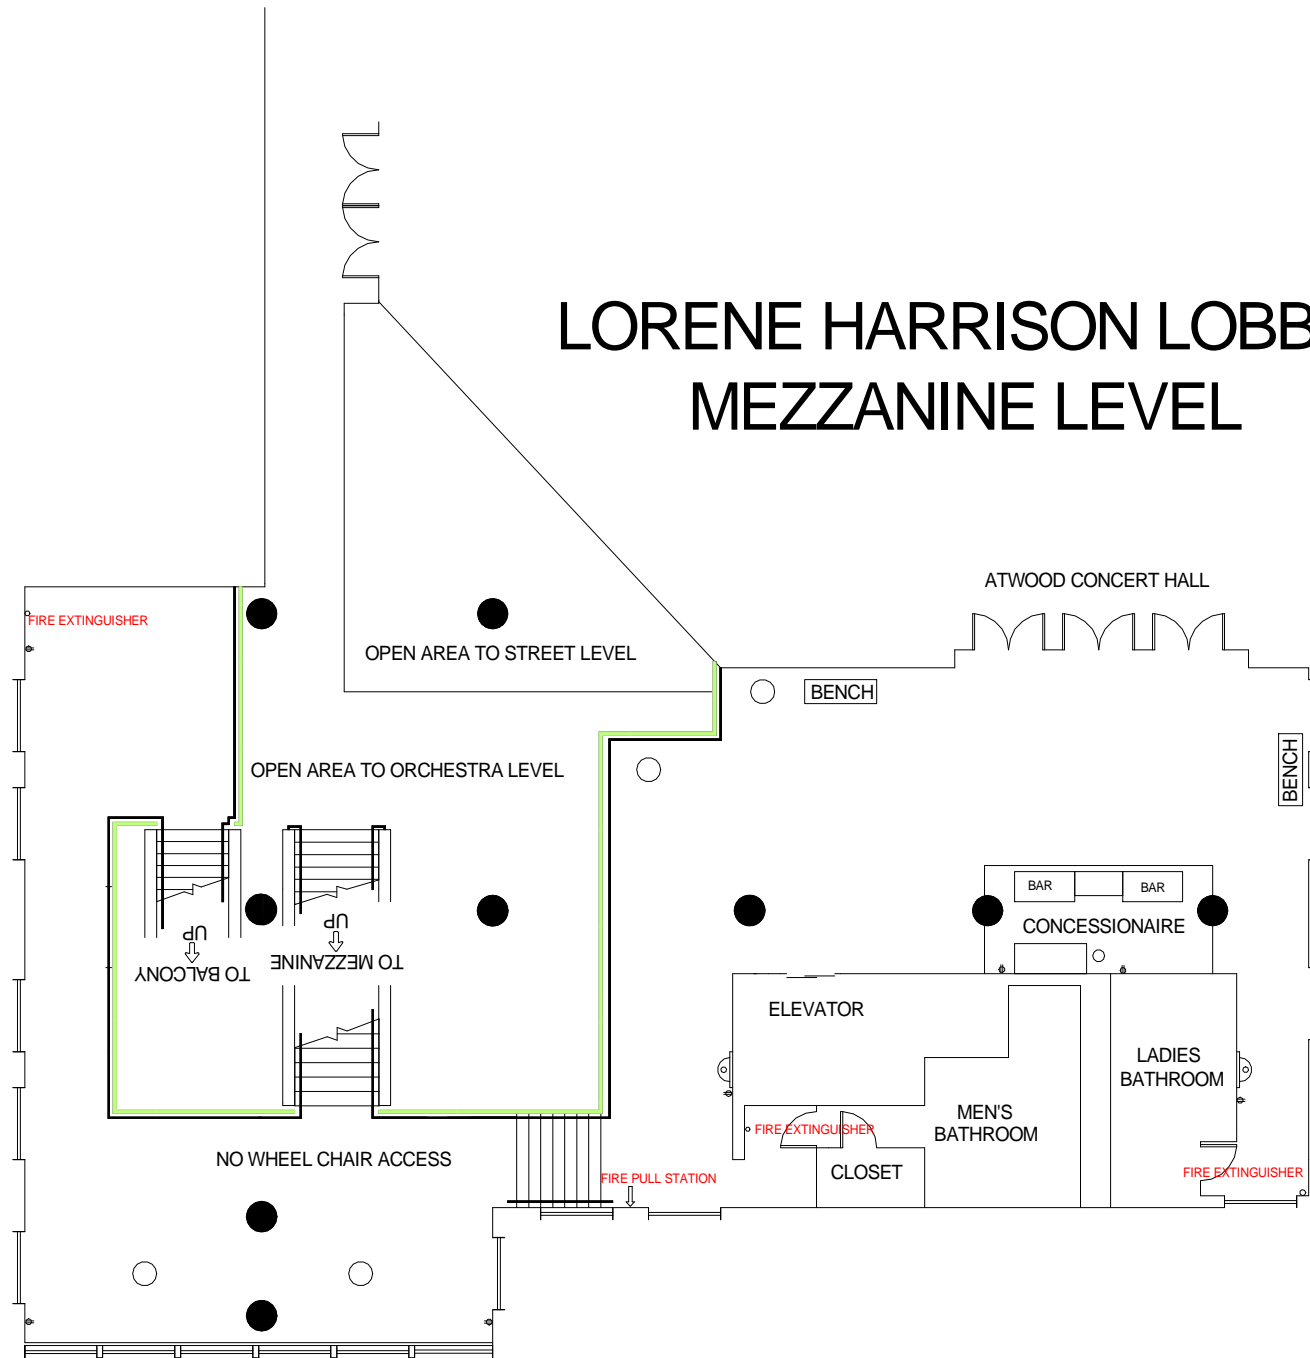 LORENE HARRISON LOBB
MEZZANINE LEVEL
ATWOOD CONCERT HALL
FIRE EXTINGUISHER
OPEN AREA TO STREET LEVEL
BENCH
OPEN AREA TO ORCHESTRA LEVEL
BENCH
BAR
BAR
CONCESSIONAIRE
UP
TO BALCONY
UP
TO MEZZANINE
ELEVATOR
LADIES
BATHROOM
MEN'S
BATHROOM
FIRE EXTINGUISHER
NO WHEEL CHAIR ACCESS
CLOSET
FIRE PULL STATION
FIRE EXTINGUISHER